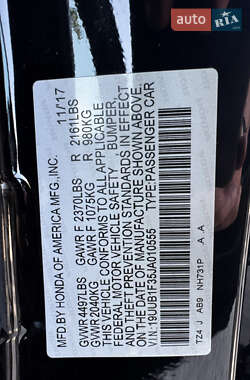 AUTO.RIA
MFD BY HONDA OF AMERICA MFG.,INC. 11/17
GVWR 4497LBS GAWR F 2370LBS R 2161LBS
GVWR 2040KG GAWR F 1075KG R 980KG
THIS VEHICLE CONFORMS TO ALL APPLICABLE
FEDERAL MOTOR VEHICLE SAFETY, BUMPER,
AND THEFT PREVENTION STANDARDS IN EFFECT
ON THE DATE OF MANUFACTURE SHOWN ABOVE.
V.I.N:19UUB1F35JA010555 TYPE:PASSENGER CAR
TZ4 J AB9 NH731P A A